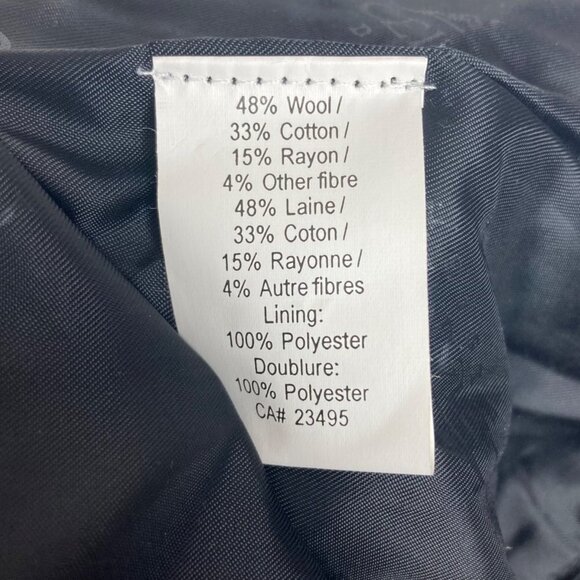 48% Wool /
33% Cotton /
15% Rayon /
4% Other fibre
48% Laine /
33% Coton /
15% Rayonne /
4% Autre fibres
Lining:
100% Polyester
Doublure:
100% Polyester
CA# 23495